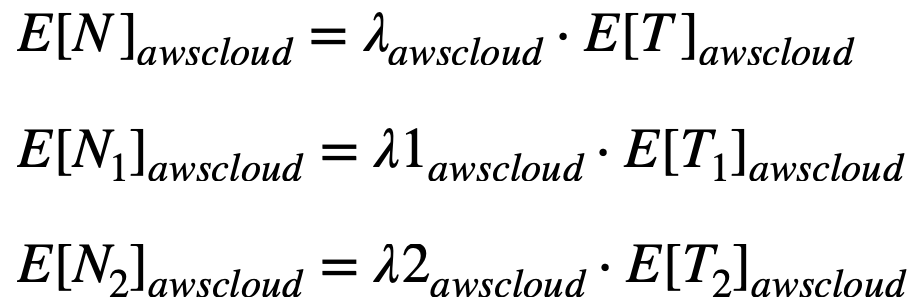 E[N]awscloud = λawscloud · E[T]awscloud
E[N1]awscloud = λ1awscloud · E[T1]awscloud
E[N2]awscloud = λ2awscloud · E[T2]awscloud